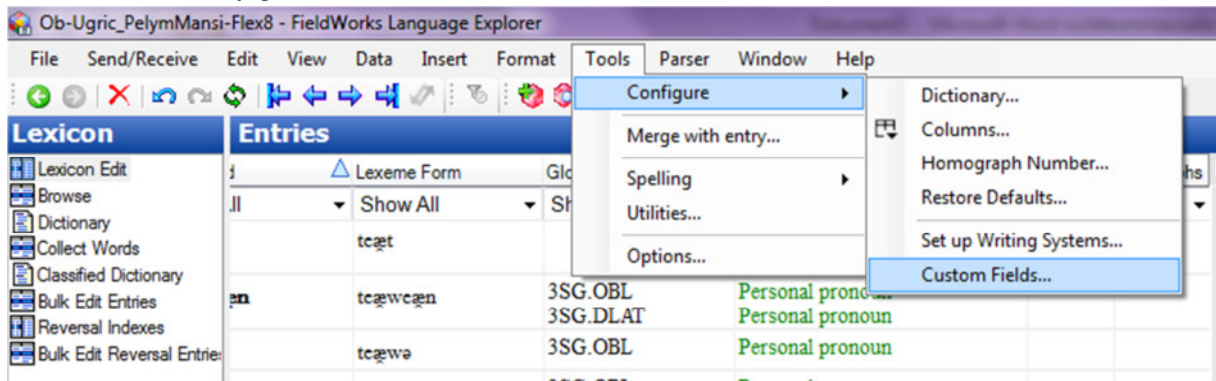 Ob-Ugric_PelymMansi-Flex8 - FieldWorks Language Explorer
File Send/Receive Edit View Data Insert Format Tools Parser Window Help
Configure
Merge with entry...
Spelling
Utilities...
Options...
Dictionary...
Columns...
Homograph Number...
Restore Defaults...
Set up Writing Systems...
Custom Fields...
Lexicon
Lexicon Edit
Browse
Dictionary
Collect Words
Classified Dictionary
Bulk Edit Entries
Reversal Indexes
Bulk Edit Reversal Entries
Entries
Lexeme Form
Show All
3SG.OBL Personal pronoun
3SG.DLAT Personal pronoun
3SG.OBL Personal pronoun